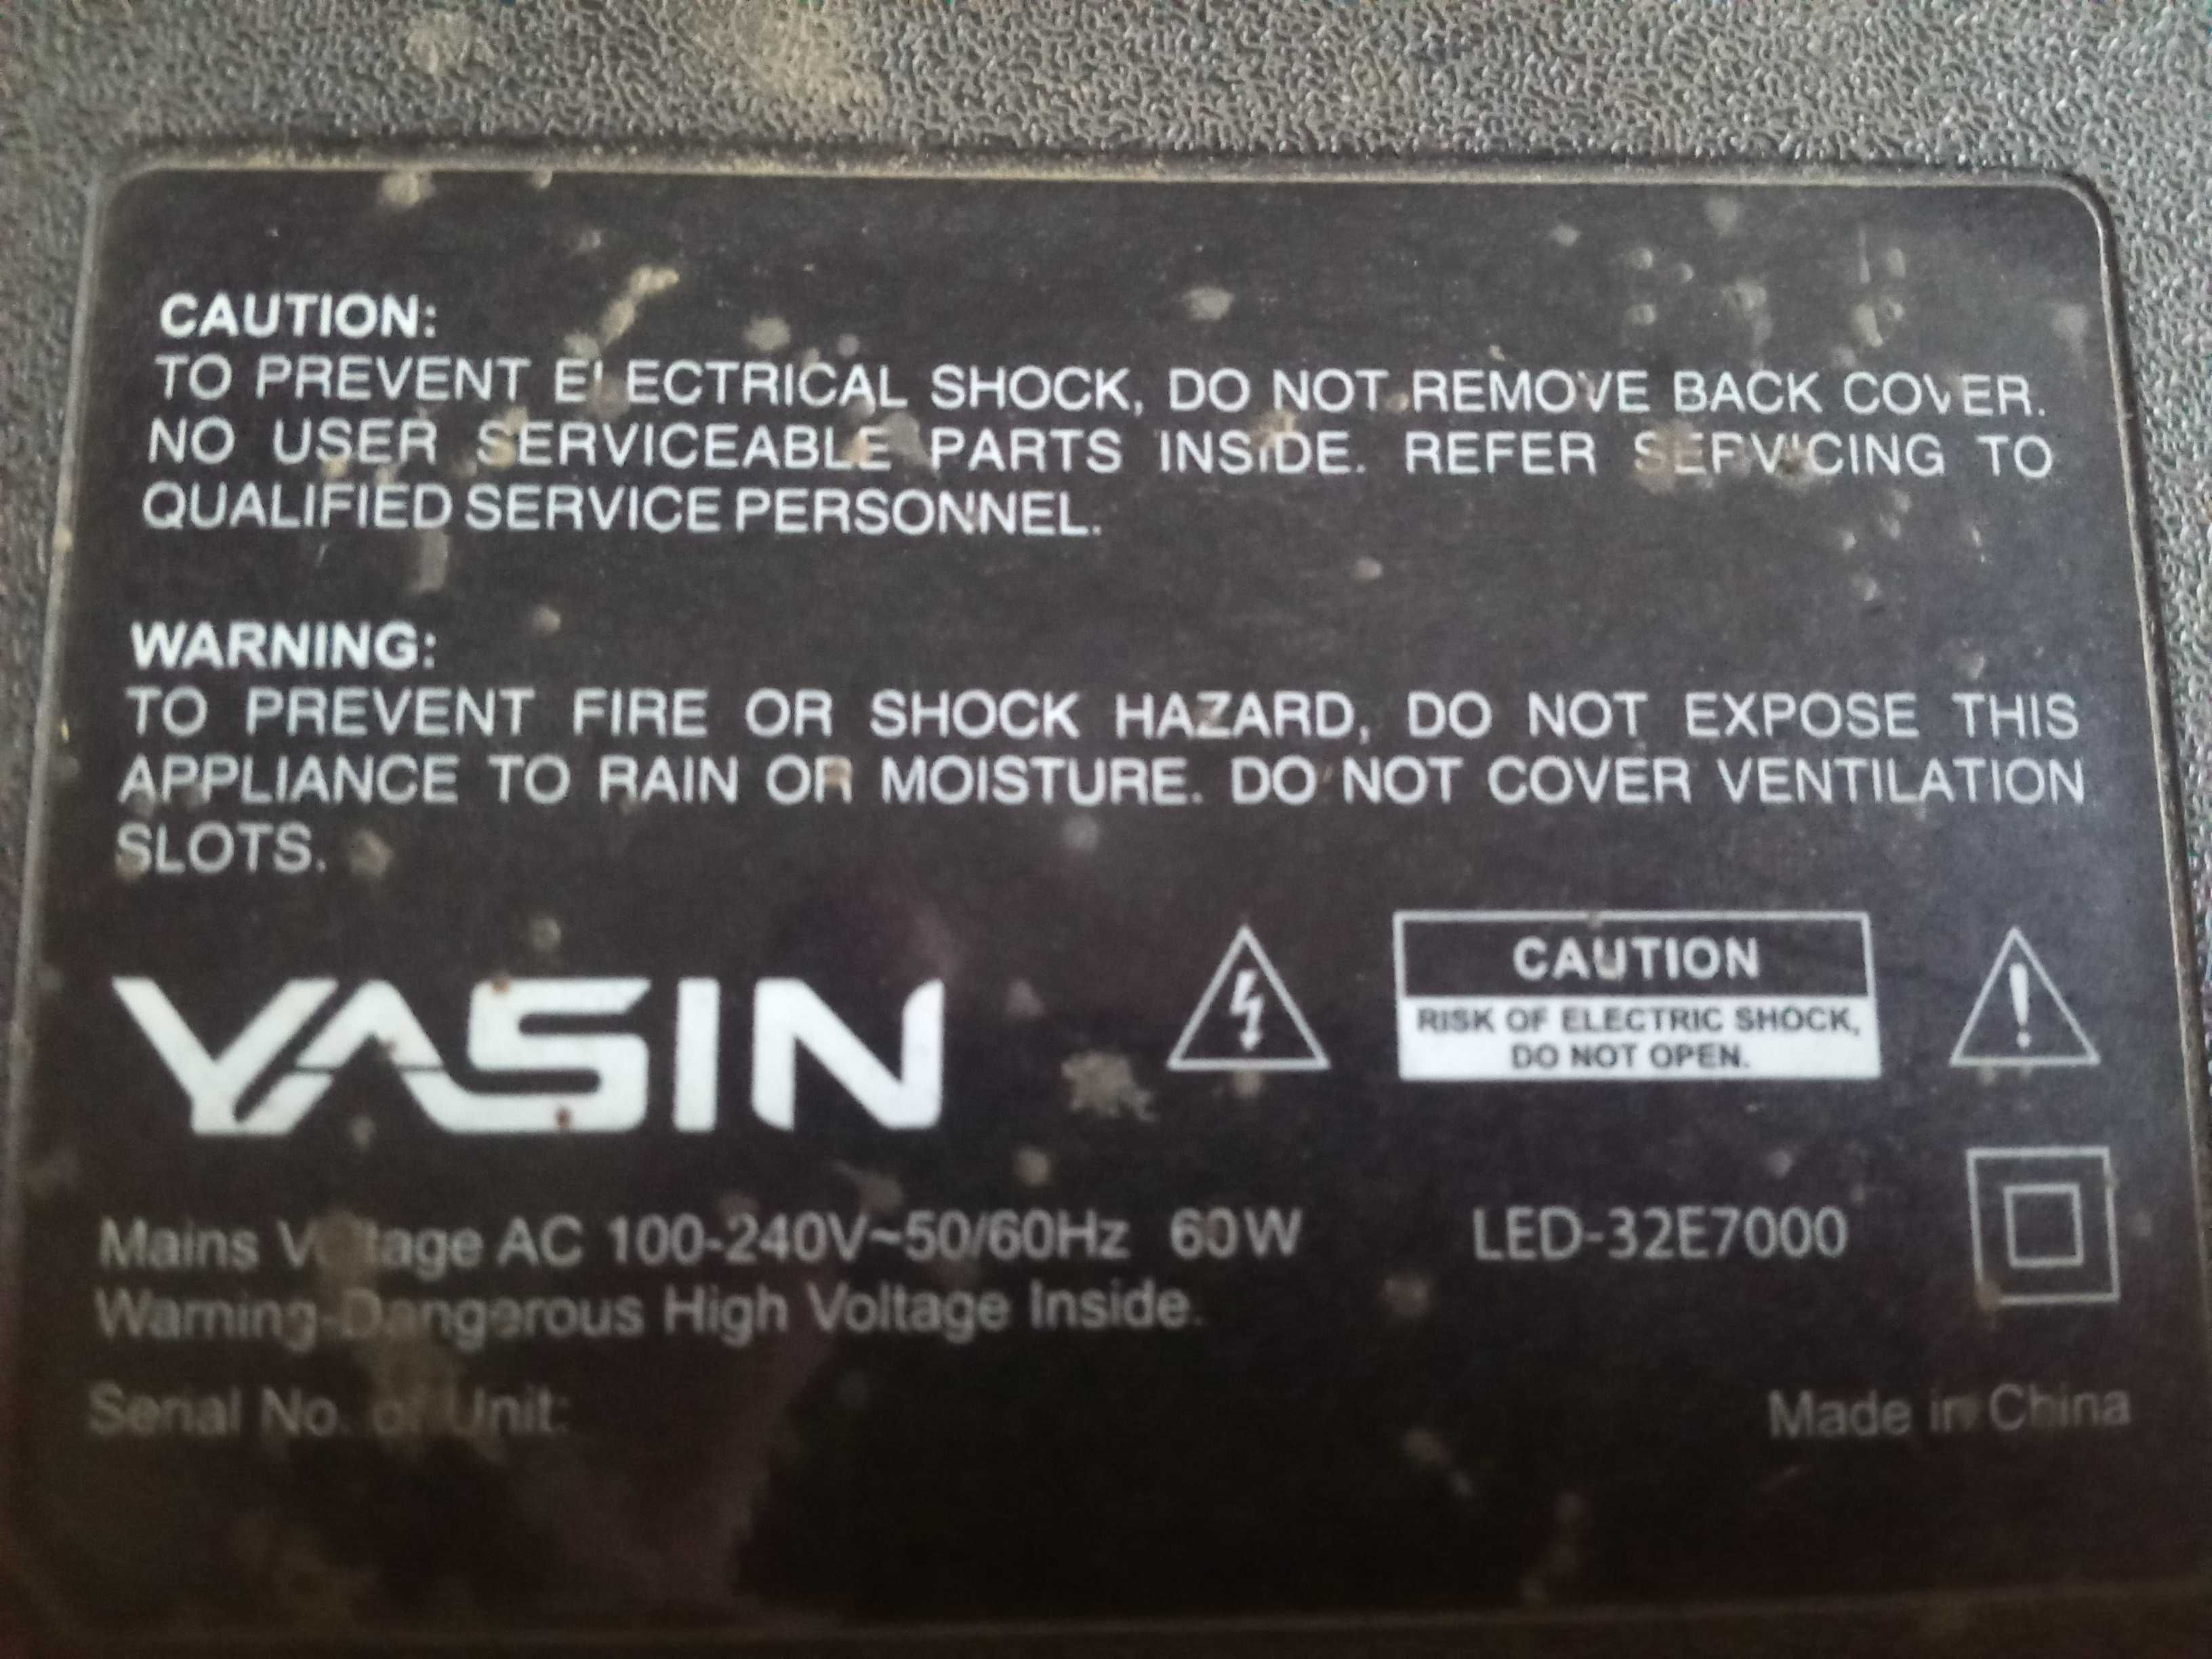 CAUTION:
TO PREVENT ELECTRICAL SHOCK, DO NOT REMOVE BACK COVER.
NO USER SERVICEABLE PARTS INSIDE. REFER SERVICING TO
QUALIFIED SERVICE PERSONNEL.
WARNING:
TO PREVENT FIRE OR SHOCK HAZARD, DO NOT EXPOSE THIS
APPLIANCE TO RAIN OR MOISTURE. DO NOT COVER VENTILATION
SLOTS.
YASIN
CAUTION
RISK OF ELECTRIC SHOCK,
DO NOT OPEN.
Mains Voltage AC 100-240V~50/60Hz 60W LED-32E7000
Warning-Dangerous High Voltage Inside.
Serial No. of Unit:
Made in China